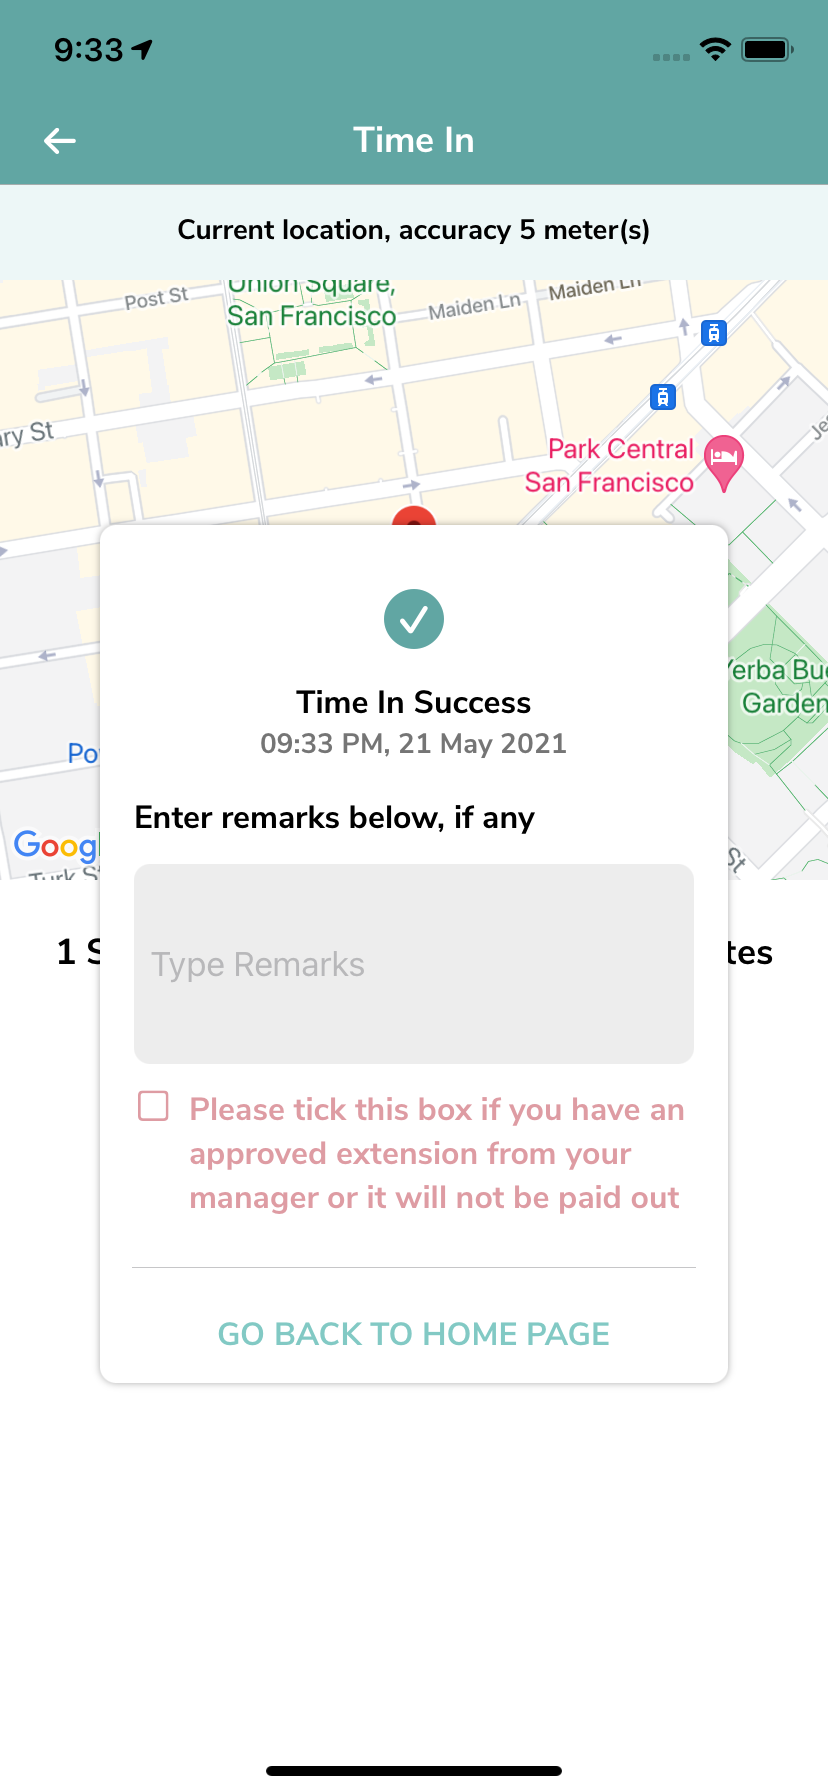 9:33
Time In
Current location, accuracy 5 meter(s)
Post St
Union Square,
San Francisco
Maiden Ln
Maiden Ln
ry St
Park Central
San Francisco
Time In Success
09:33 PM, 21 May 2021
Enter remarks below, if any
Type Remarks
Please tick this box if you have an
approved extension from your
manager or it will not be paid out
GO BACK TO HOME PAGE
Yerba Bue
Garden
Po
Googl
Turk S
St
1 S
tes